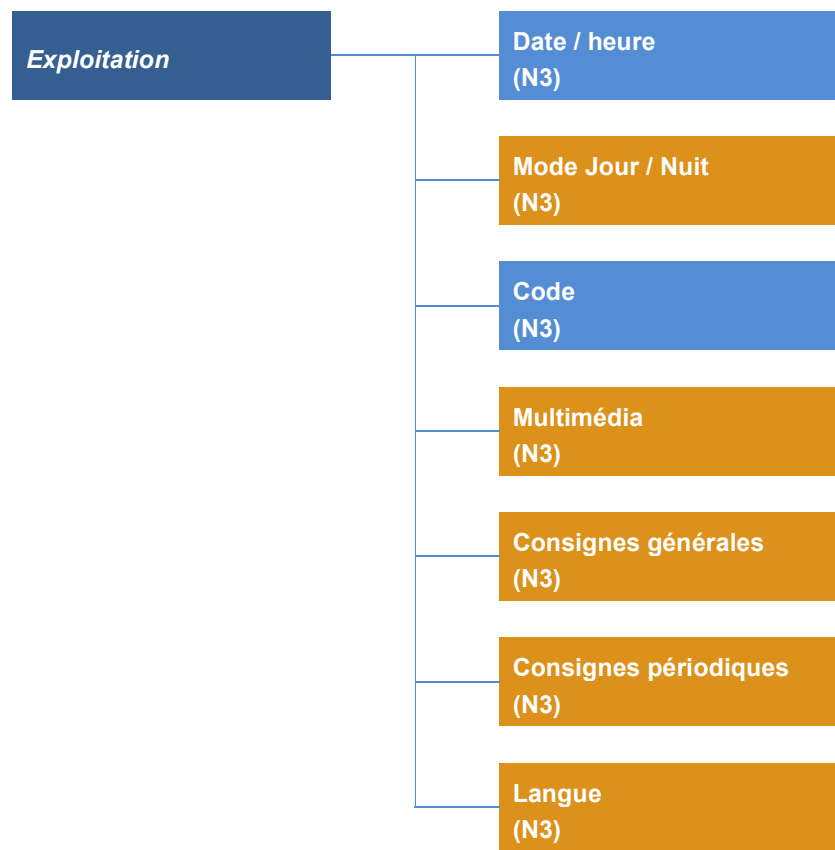 Exploitation
Date / heure
(N3)
Mode Jour / Nuit
(N3)
Code
(N3)
Multimédia
(N3)
Consignes générales
(N3)
Consignes périodiques
(N3)
Langue
(N3)